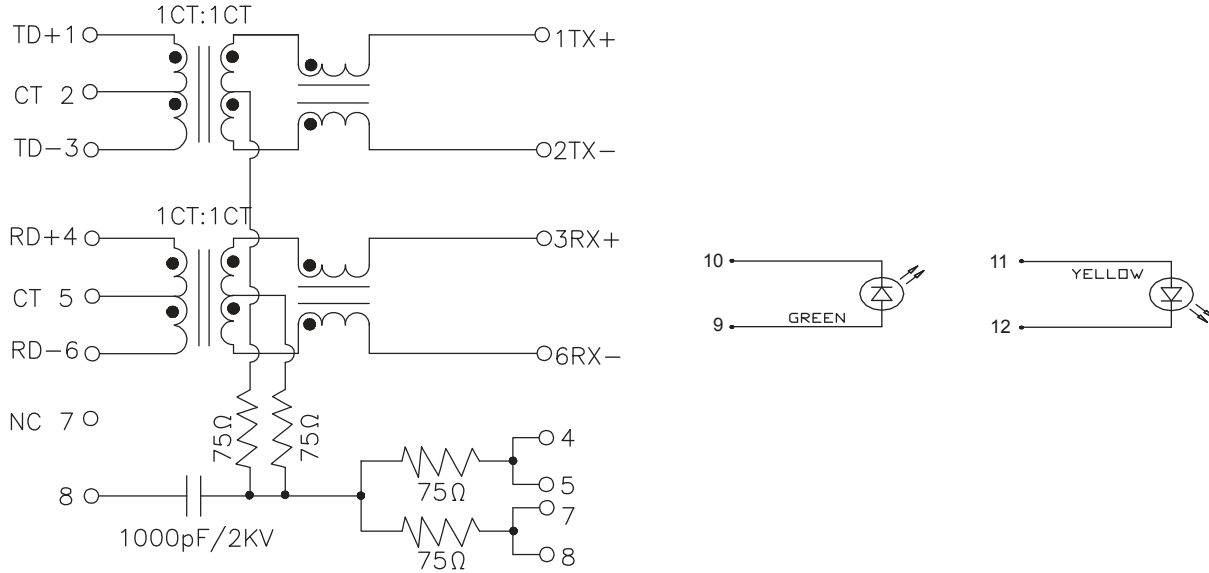 1CT:1CT
TD+1
1TX+
CT 2
TD-3
2TX-
1CT:1CT
RD+4
3RX+
CT 5
RD-6
6RX-
NC 7
75Ω
75Ω
8
1000pF/2KV
75Ω
75Ω
4
5
7
8
10
9
GREEN
11
YELLOW
12